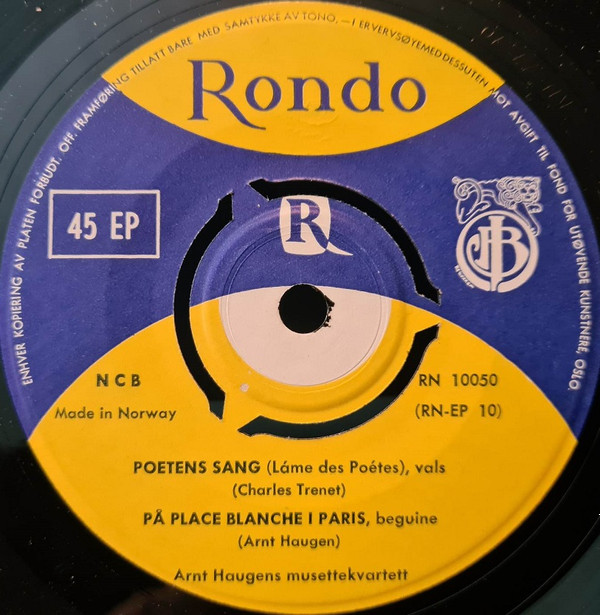 ENHVER KOPIERING AV PLATEN FORBUDT. OFF. FRAMFØRING TILLATT BARE MED SAMTYKKE AV TONO, — I ERVERVSØYEMED DESSUTEN MOT AVGIFT TIL FOND FOR UTØVENDE KUNSTNERE, OSLO.
Rondo
R
45 EP
NCB
Made in Norway
RN 10050
(RN-EP 10)
POETENS SANG (Láme des Poétes), vals
(Charles Trenet)
PÅ PLACE BLANCHE I PARIS, beguine
(Arnt Haugen)
Arnt Haugens musettekvartett